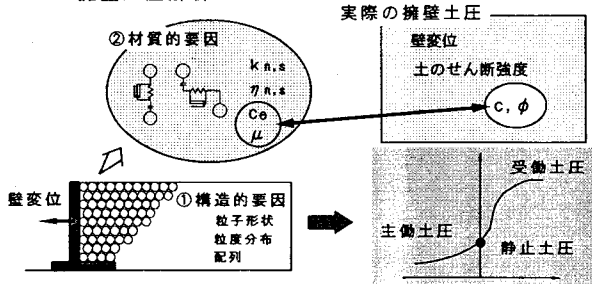 実際の擁壁土圧
②材質的要因
kn,s
ηn,s
Ce
μ
壁変位
土のせん断強度
C, φ
壁変位
①構造的要因
粒子形状
粒度分布
配列
受働土圧
主働土圧
静止土圧